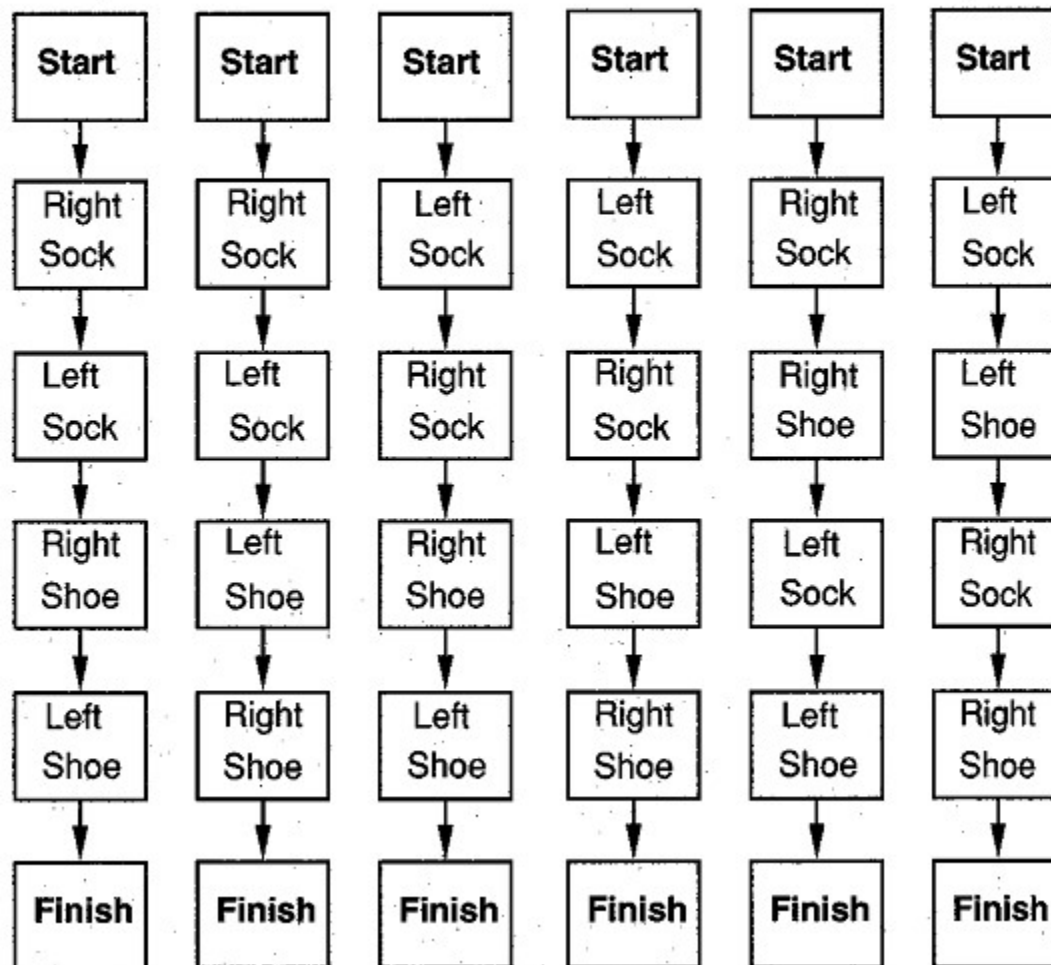 Start Start Start Start Start Start
Right Right Left Left Right Left
Sock Sock Sock Sock Sock Sock
Left Left Right Right Right Left
Sock Sock Sock Sock Shoe Shoe
Right Left Right Left Left Right
Shoe Shoe Shoe Shoe Sock Sock
Left Right Left Right Left Right
Shoe Shoe Shoe Shoe Shoe Shoe
Finish Finish Finish Finish Finish Finish